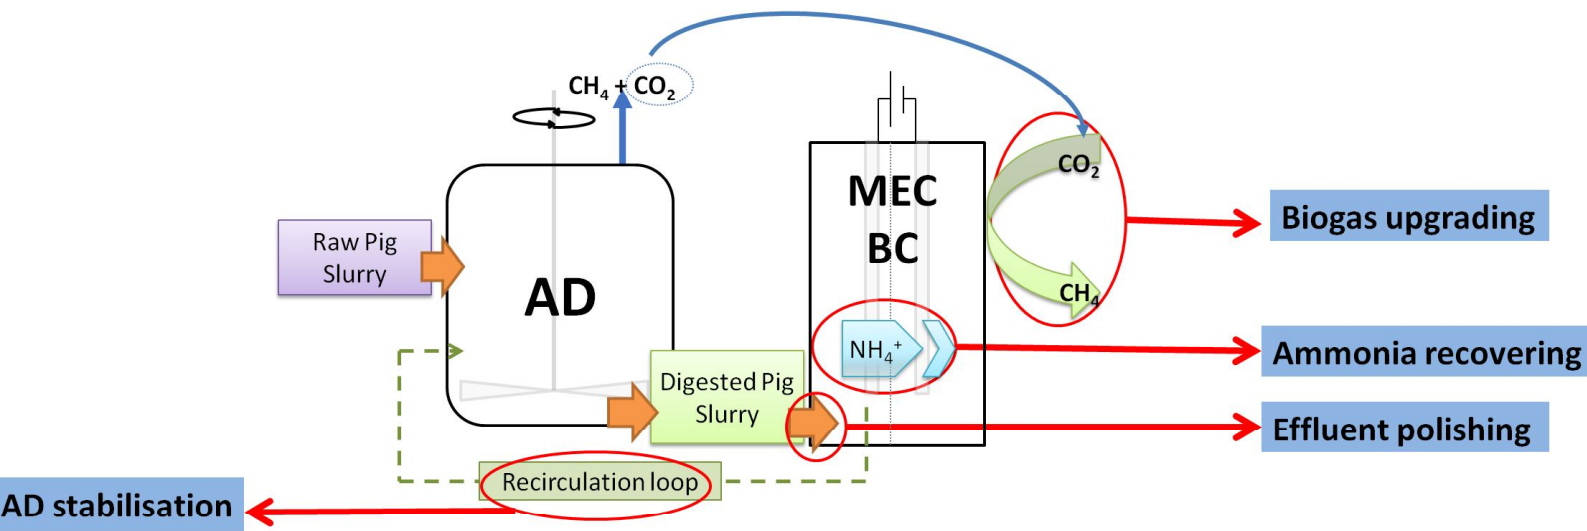 CH₄ + CO₂
MEC
BC
CO₂
Raw Pig
Slurry
AD
Biogas upgrading
CH₄
NH₄⁺
Ammonia recovering
Digested Pig
Slurry
Effluent polishing
Recirculation loop
AD stabilisation